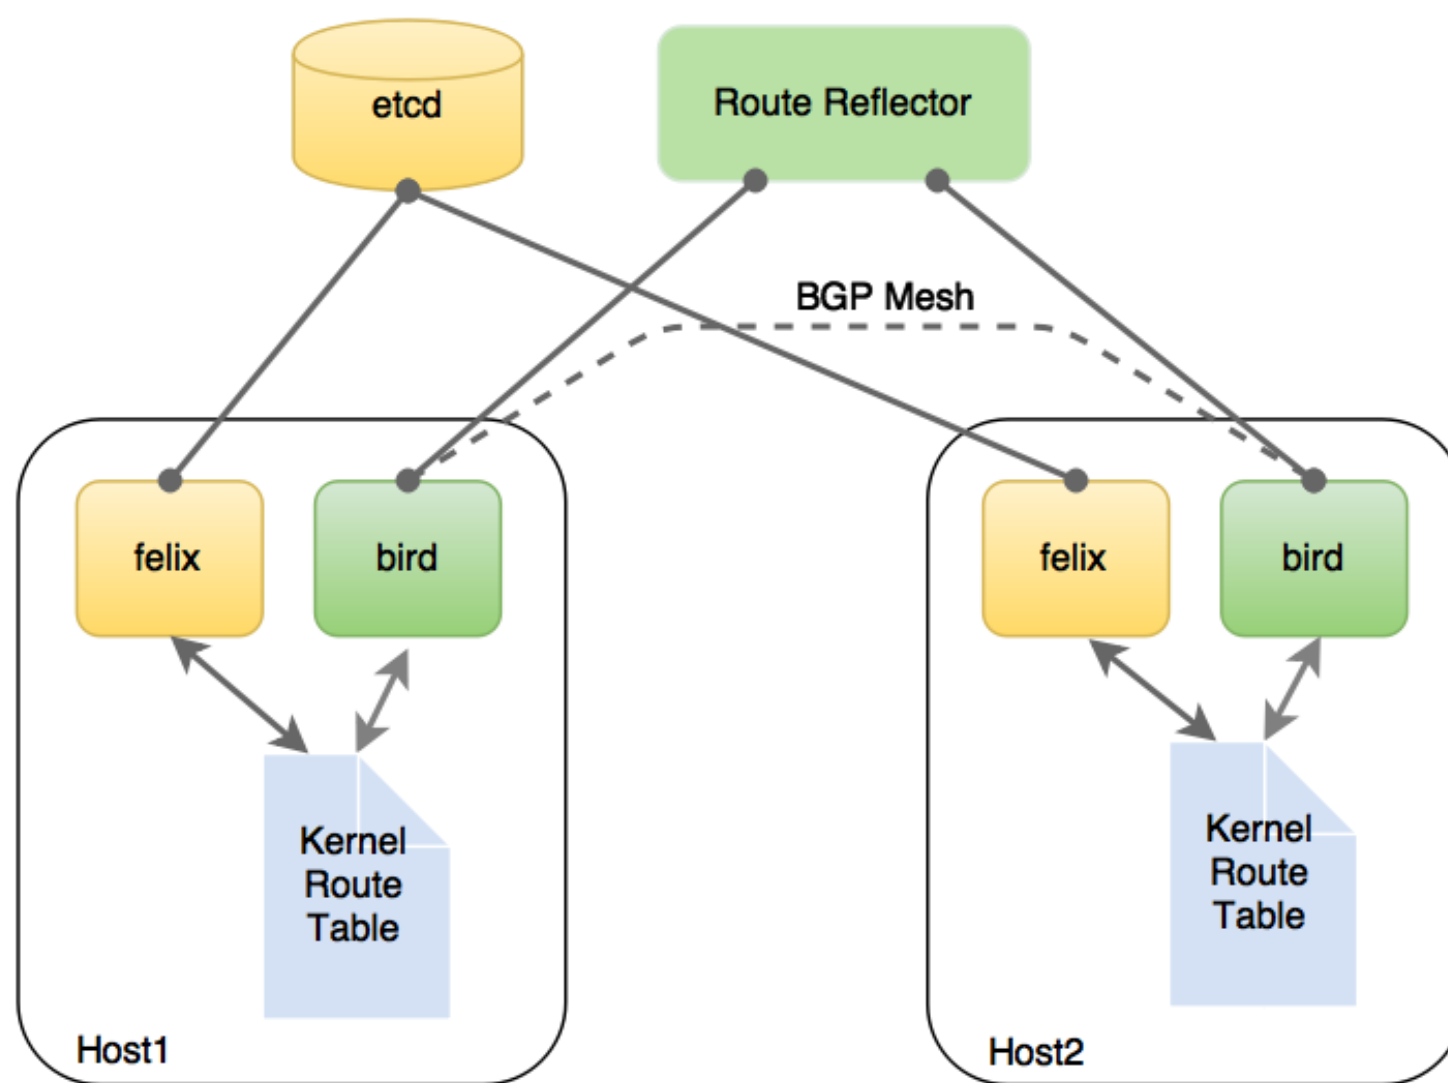 etcd
Route Reflector
BGP Mesh
felix
bird
felix
bird
Kernel
Route
Table
Kernel
Route
Table
Host1
Host2